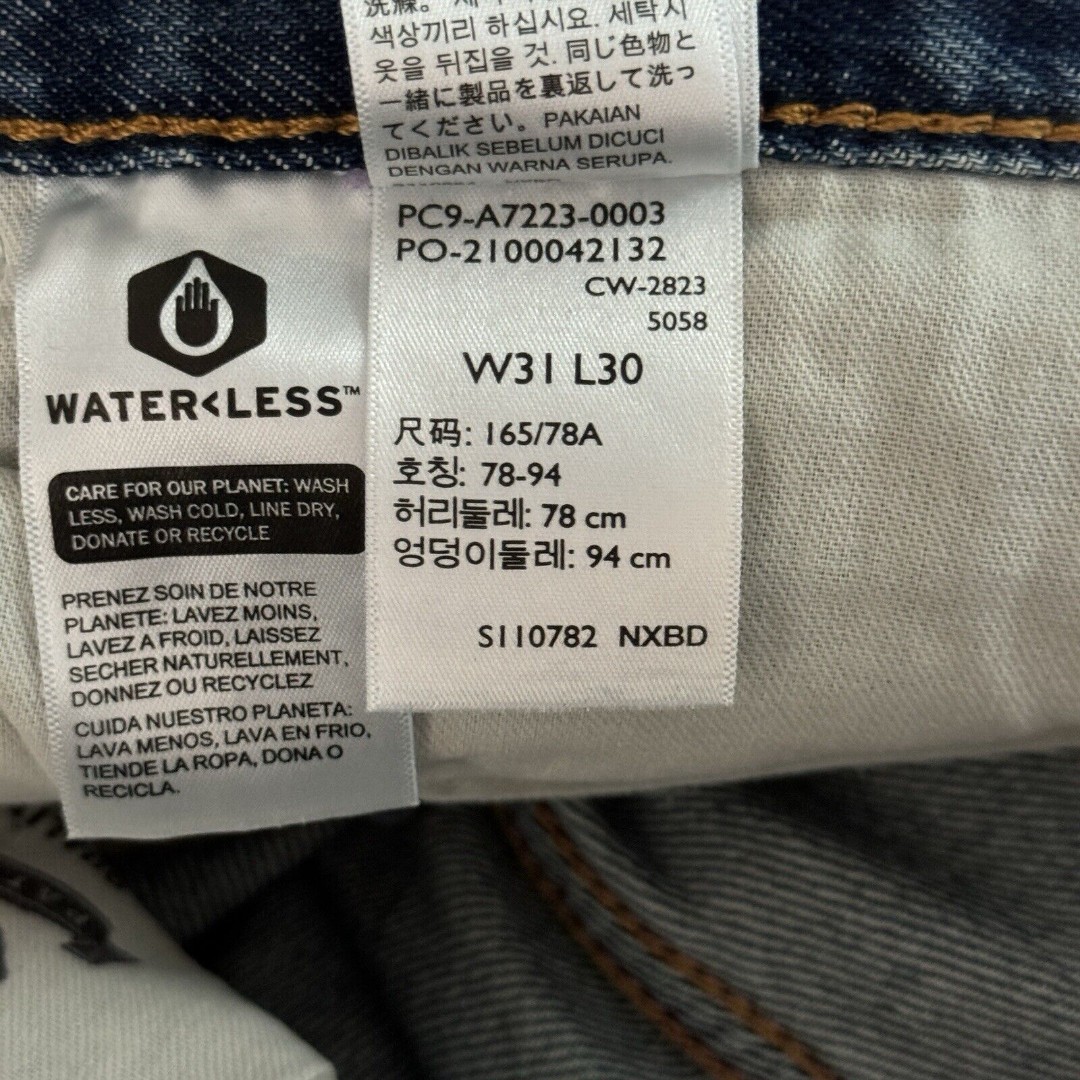 색상끼리 하십시오. 세탁시
옷을 뒤집을 것. 同じ色物と
一緒に製品を裏返して洗っ
てください。 PAKAIAN
DIBALIK SEBELUM DICUCI
DENGAN WARNA SERUPA.
PC9-A7223-0003
PO-2100042132
CW-2823
5058
W31 L30
尺码: 165/78A
호칭: 78-94
허리둘레: 78 cm
엉덩이둘레: 94 cm
S110782 NXBD
WATER<LESS™
CARE FOR OUR PLANET: WASH
LESS, WASH COLD, LINE DRY,
DONATE OR RECYCLE
PRENEZ SOIN DE NOTRE
PLANETE: LAVEZ MOINS,
LAVEZ A FROID, LAISSEZ
SECHER NATURELLEMENT,
DONNEZ OU RECYCLEZ
CUIDA NUESTRO PLANETA:
LAVA MENOS, LAVA EN FRIO,
TIENDE LA ROPA, DONA O
RECICLA.